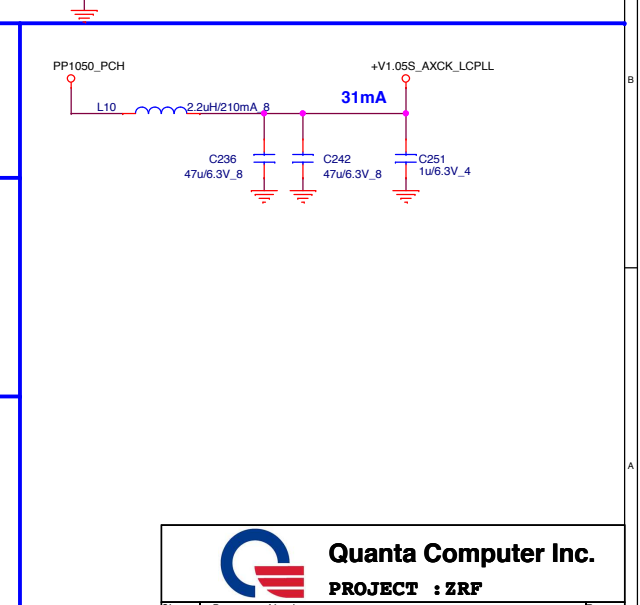 PP1050_PCH
+V1.05S_AXCK_LCPLL
B
31mA
L10
2.2uH/210mA_8
C236
47u/6.3V_8
C242
47u/6.3V_8
C251
1u/6.3V_4
A
Quanta Computer Inc.
PROJECT : ZRF